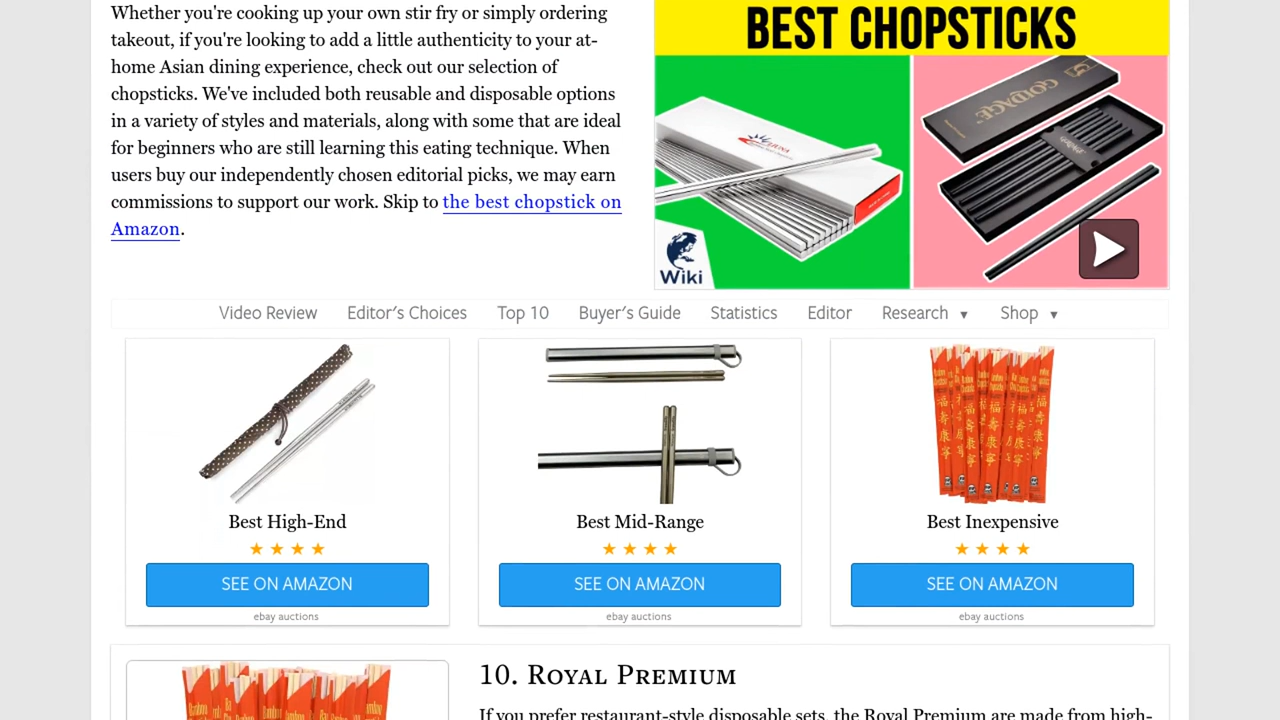 Whether you're cooking up your own stir fry or simply ordering
takeout, if you're looking to add a little authenticity to your at-
home Asian dining experience, check out our selection of
chopsticks. We've included both reusable and disposable options
in a variety of styles and materials, along with some that are ideal
for beginners who are still learning this eating technique. When
users buy our independently chosen editorial picks, we may earn
commissions to support our work. Skip to the best chopstick on
Amazon.
BEST CHOPSTICKS
Wiki
Video Review Editor's Choices Top 10 Buyer's Guide Statistics Editor Research ▼ Shop ▼
福
壽
康
寧
Best High-End
Best Mid-Range
Best Inexpensive
★ ★ ★ ★
★ ★ ★ ★
★ ★ ★ ★
SEE ON AMAZON
SEE ON AMAZON
SEE ON AMAZON
ebay auctions
ebay auctions
ebay auctions
10. Royal Premium
If you prefer restaurant-style disposable sets, the Royal Premium are made from high-